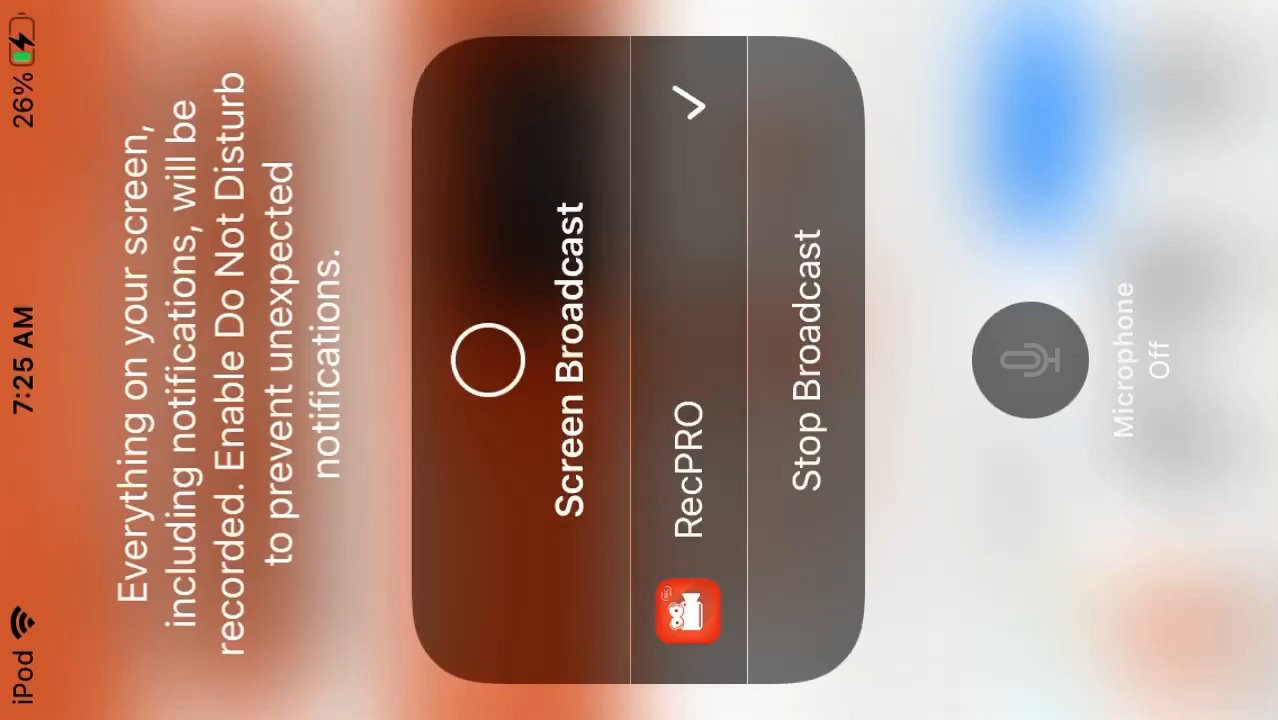 iPod 7:25 AM 26%
Everything on your screen,
including notifications, will be
recorded. Enable Do Not Disturb
to prevent unexpected
notifications.
Screen Broadcast
RecPRO
Stop Broadcast
Microphone
Off